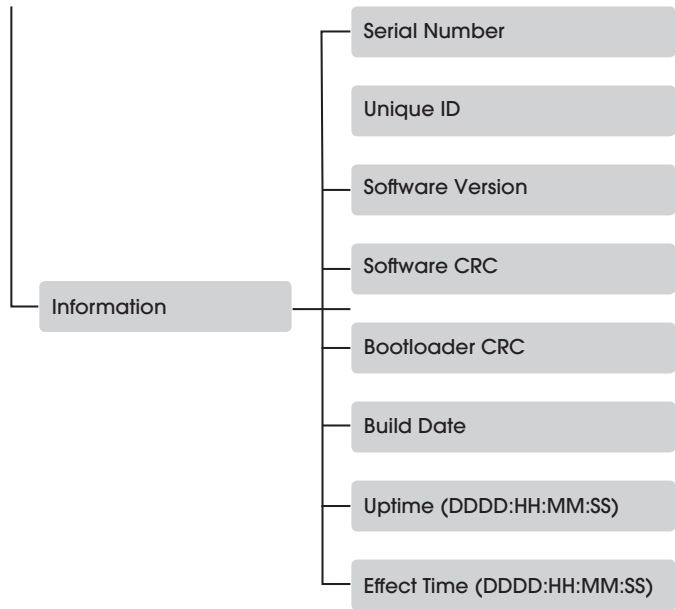 Serial Number
Unique ID
Software Version
Software CRC
Information
Bootloader CRC
Build Date
Uptime (DDDD:HH:MM:SS)
Effect Time (DDDD:HH:MM:SS)